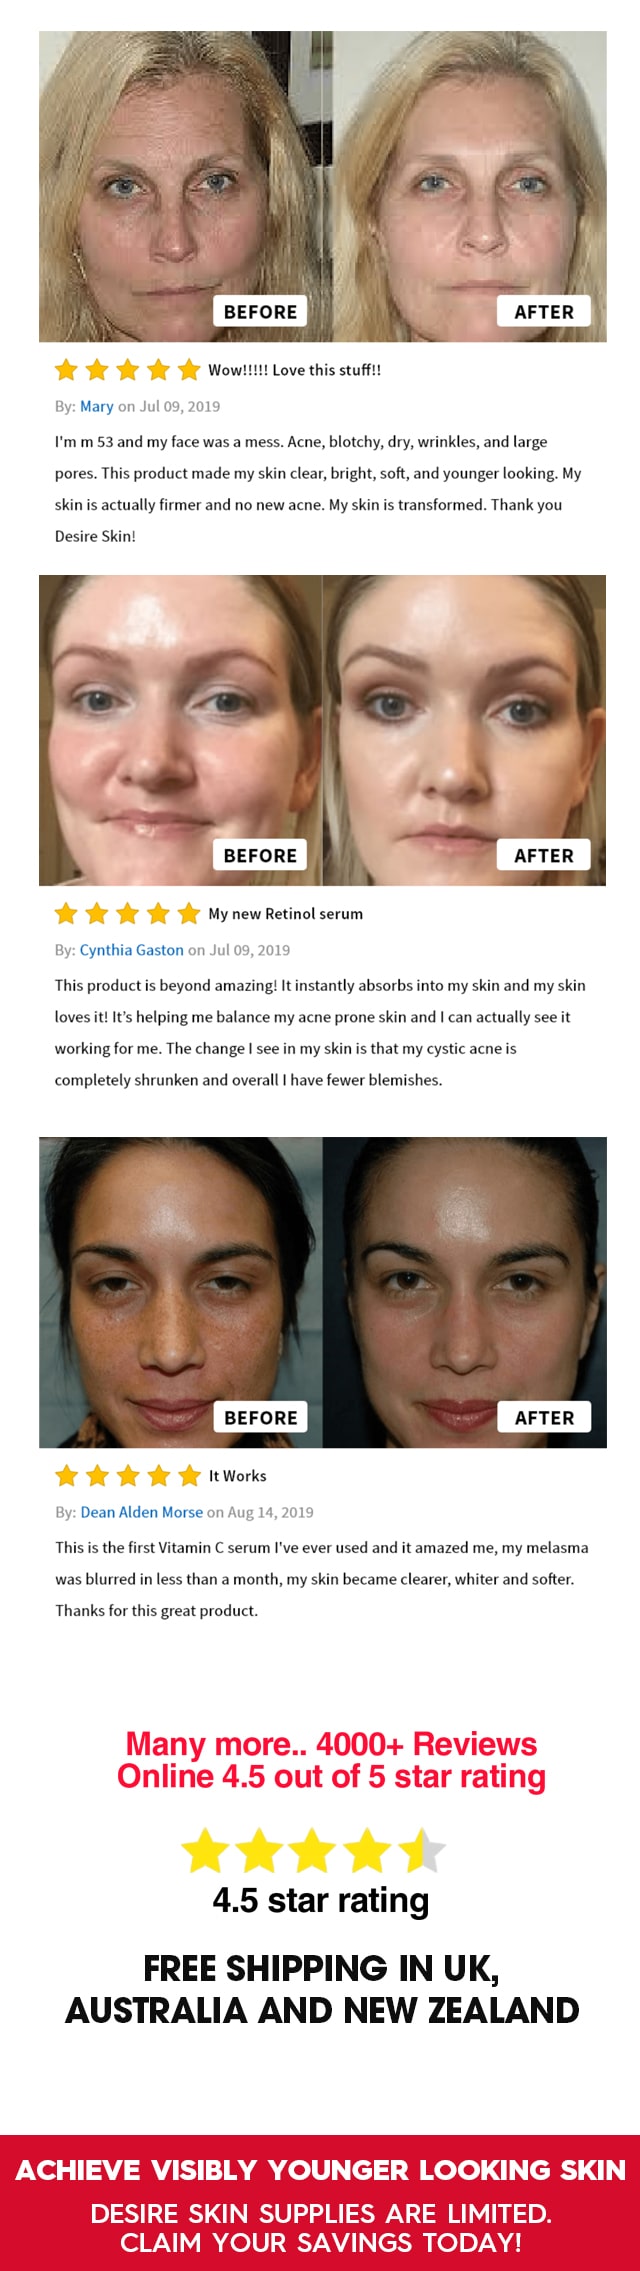 BEFORE
AFTER
Wow!!!!! Love this stuff!!
By: Mary on Jul 09, 2019
I'm m 53 and my face was a mess. Acne, blotchy, dry, wrinkles, and large
pores. This product made my skin clear, bright, soft, and younger looking. My
skin is actually firmer and no new acne. My skin is transformed. Thank you
Desire Skin!
BEFORE
AFTER
My new Retinol serum
By: Cynthia Gaston on Jul 09, 2019
This product is beyond amazing! It instantly absorbs into my skin and my skin
loves it! It’s helping me balance my acne prone skin and I can actually see it
working for me. The change I see in my skin is that my cystic acne is
completely shrunken and overall I have fewer blemishes.
BEFORE
AFTER
It Works
By: Dean Alden Morse on Aug 14, 2019
This is the first Vitamin C serum I've ever used and it amazed me, my melasma
was blurred in less than a month, my skin became clearer, whiter and softer.
Thanks for this great product.
Many more.. 4000+ Reviews
Online 4.5 out of 5 star rating
4.5 star rating
FREE SHIPPING IN UK,
AUSTRALIA AND NEW ZEALAND
ACHIEVE VISIBLY YOUNGER LOOKING SKIN
DESIRE SKIN SUPPLIES ARE LIMITED.
CLAIM YOUR SAVINGS TODAY!